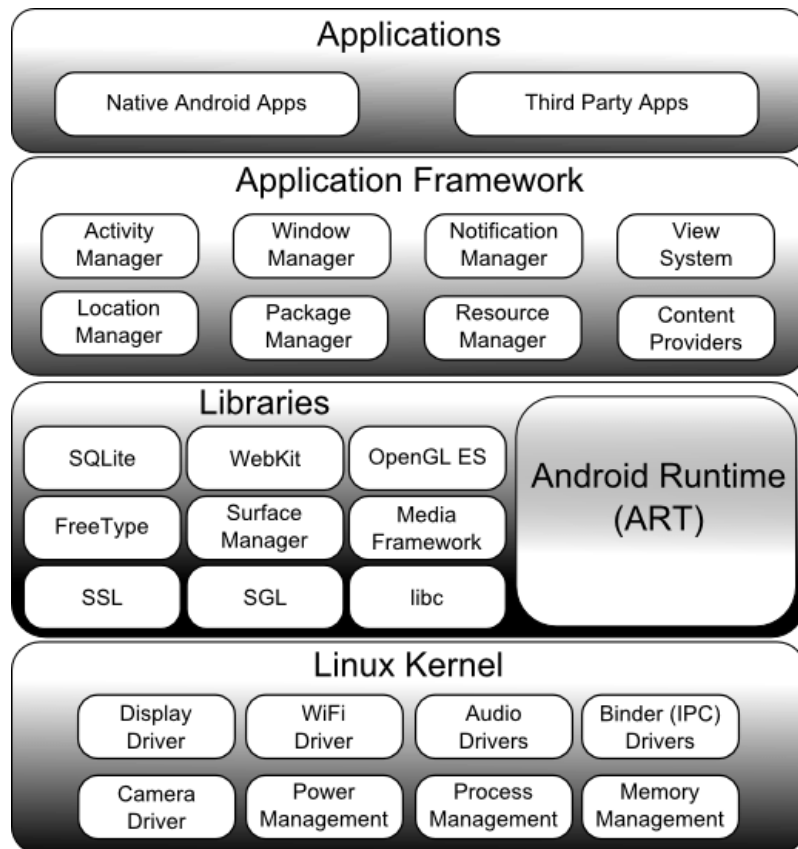 Applications
Native Android Apps
Third Party Apps
Application Framework
Activity
Manager
Window
Manager
Notification
Manager
View
System
Location
Manager
Package
Manager
Resource
Manager
Content
Providers
Libraries
SQLite
WebKit
OpenGL ES
FreeType
Surface
Manager
Media
Framework
SSL
SGL
libc
Android Runtime
(ART)
Linux Kernel
Display
Driver
WiFi
Driver
Audio
Drivers
Binder (IPC)
Drivers
Camera
Driver
Power
Management
Process
Management
Memory
Management